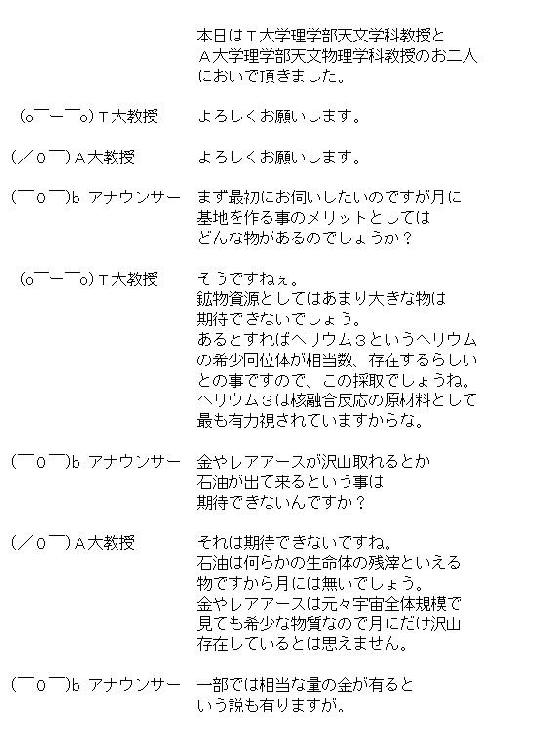 本日はＴ大学理学部天文学科教授と
Ａ大学理学部天文物理学科教授のお二人
においで頂きました。
(o￣ー￣o)Ｔ大教授　よろしくお願いします。
(／０￣)Ａ大教授　よろしくお願いします。
(￣０￣)b アナウンサー　まず最初にお伺いしたいのですが月に
基地を作る事のメリットとしては
どんな物があるのでしょうか？
(o￣ー￣o)Ｔ大教授　そうですねぇ。
鉱物資源としてはあまり大きな物は
期待できないでしょう。
あるとすればヘリウム３というヘリウム
の希少同位体が相当数、存在するらしい
との事ですので、この採取でしょうね。
ヘリウム３は核融合反応の原材料として
最も有力視されていますからな。
(￣０￣)b アナウンサー　金やレアアースが沢山取れるとか
石油が出て来るという事は
期待できないんですか？
(／０￣)Ａ大教授　それは期待できないですね。
石油は何らかの生命体の残滓といえる
物ですから月には無いでしょう。
金やレアアースは元々宇宙全体規模で
見ても希少な物質なので月にだけ沢山
存在しているとは思えません。
(￣０￣)b アナウンサー　一部では相当な量の金が有ると
いう説も有りますが。